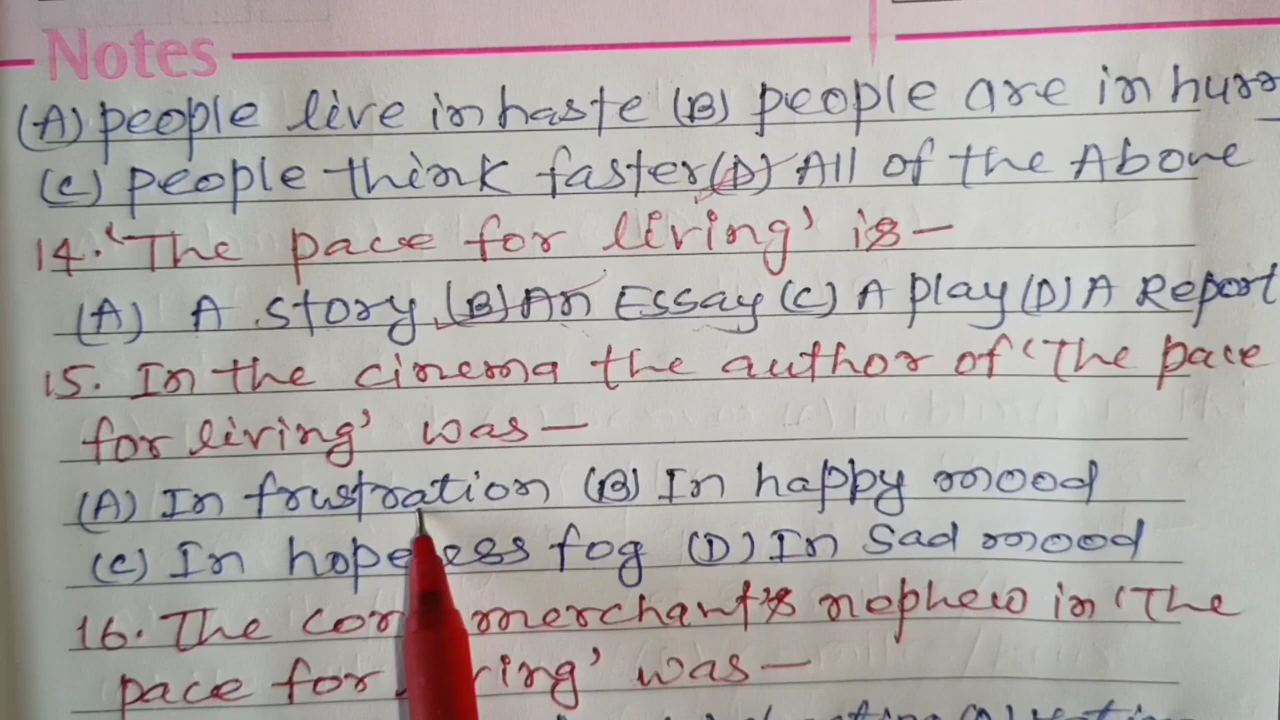 Notes
(A) people live in haste (B) people are in hurr
(C) people think faster (D) All of the Above
14. 'The pace for living' is —
(A) A story (B) An Essay (C) A play (D) A Report
15. In the cinema the author of 'The pace
for living' was —
(A) In frustration (B) In happy mood
(C) In hopeless fog (D) In Sad mood
16. The merchant's nephew in 'The
pace for was —